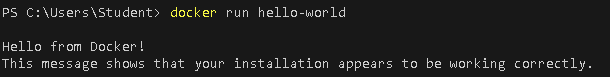 PS C:\Users\Student> docker run hello-world
Hello from Docker!
This message shows that your installation appears to be working correctly.